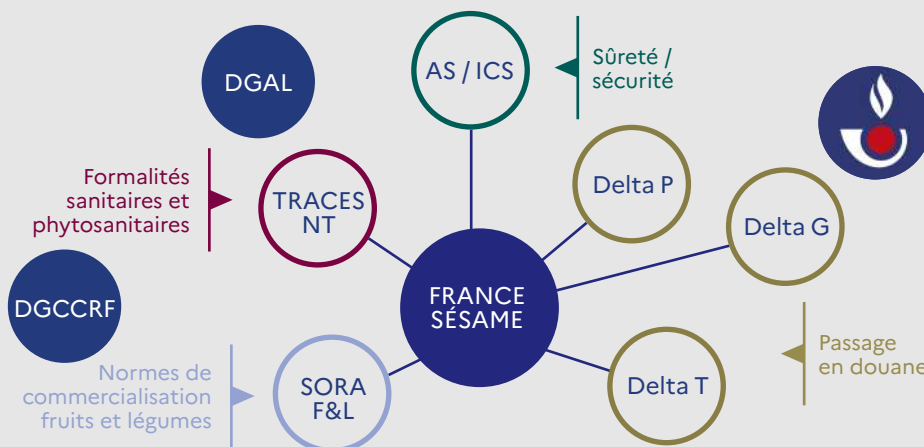 DGAL
AS / ICS
Sûreté /
sécurité
Formalités
sanitaires et
phytosanitaires
TRACES
NT
Delta P
Delta G
DGCCRF
FRANCE
SÉSAME
Normes de
commercialisation
fruits et légumes
SORA
F&L
Delta T
Passage
en douane